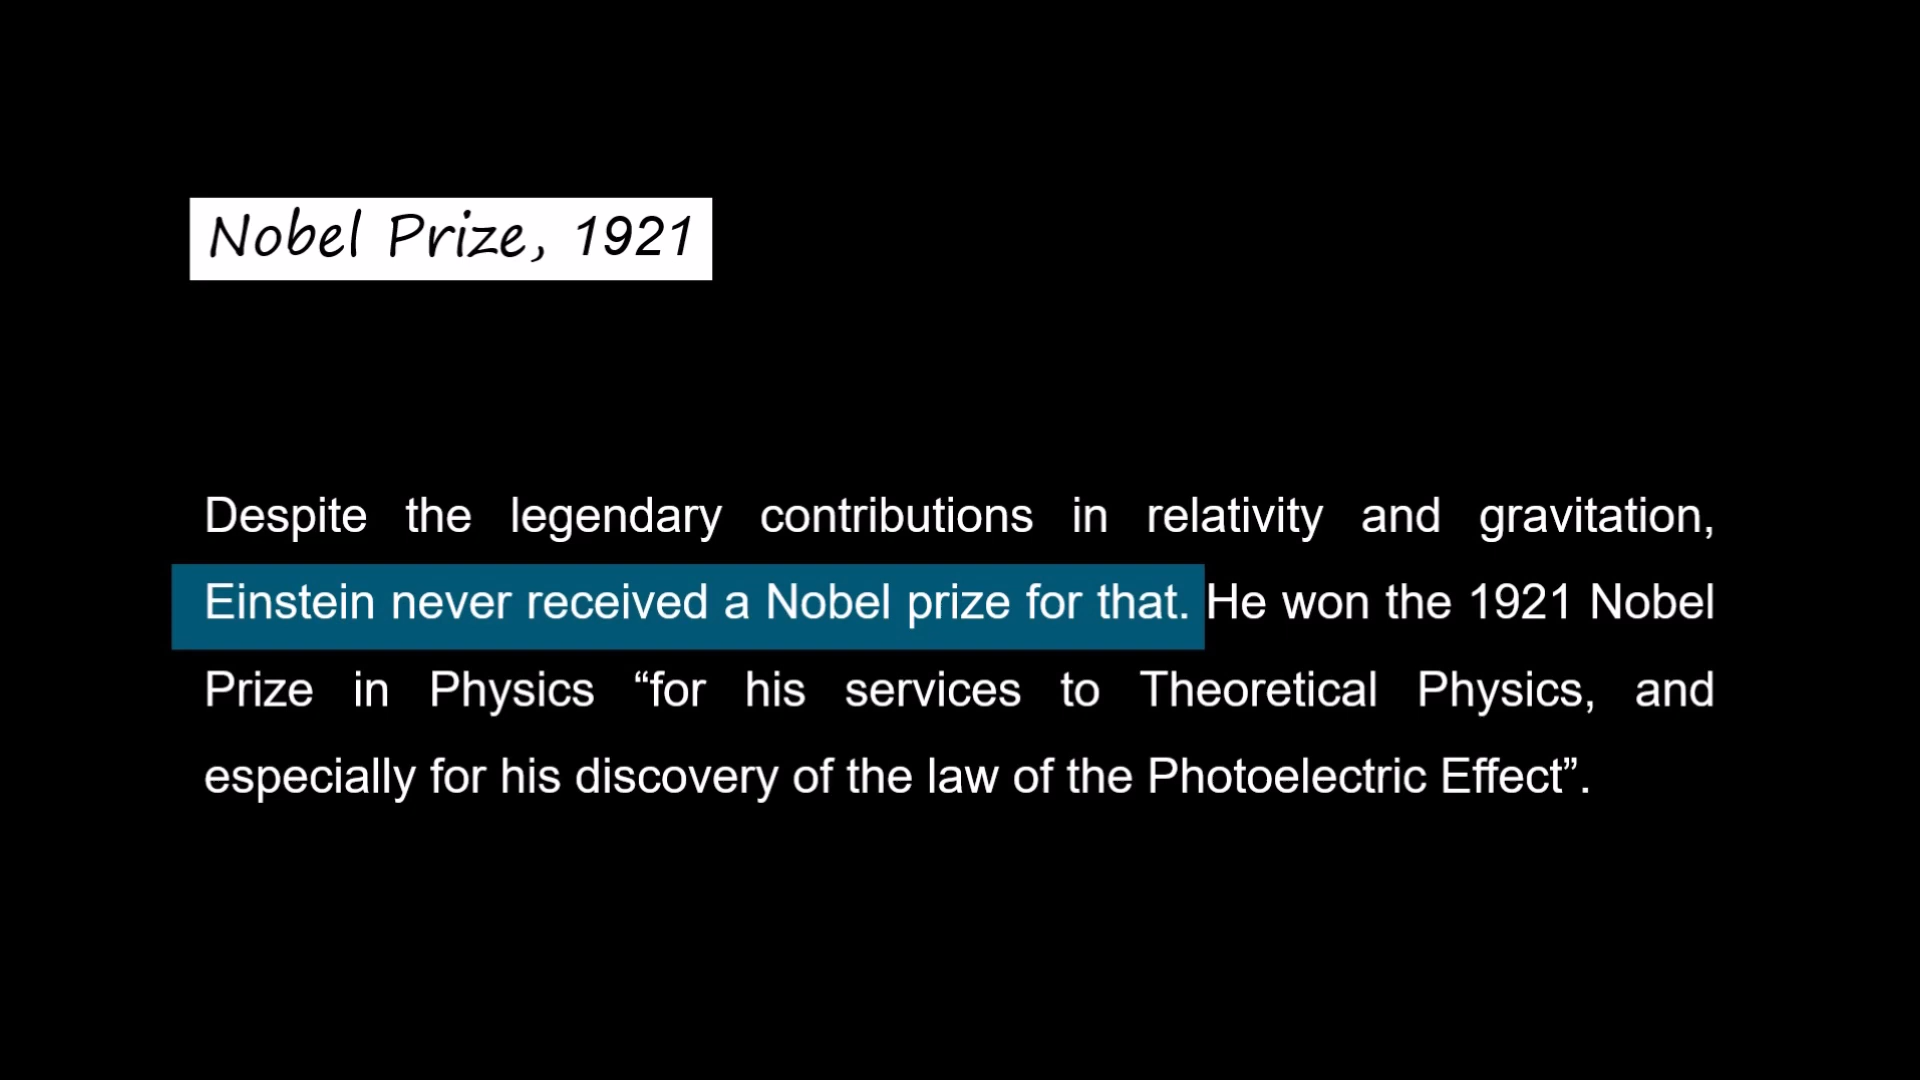 Nobel Prize, 1921
Despite the legendary contributions in relativity and gravitation,
Einstein never received a Nobel prize for that. He won the 1921 Nobel
Prize in Physics “for his services to Theoretical Physics, and
especially for his discovery of the law of the Photoelectric Effect”.